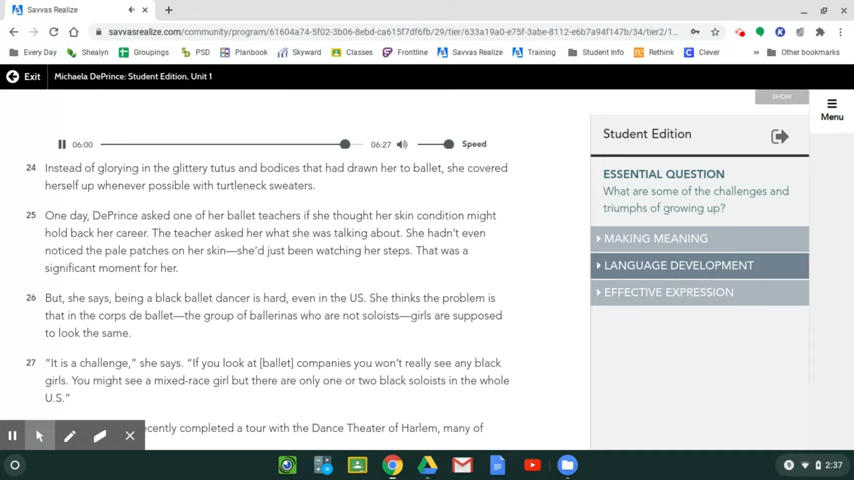 Savvas Realize
savvasrealize.com/community/program/61604a74-5f02-3b06-8ebd-ca615f7df6fb/29/tier/633a19a0-e75f-3abe-8112-e6b7a94f147b/34/tier2/1...
Every Day Shealyn Groupings PSD Planbook Skyward Classes Frontline Savvas Realize Training Student Info Rethink Clever » Other bookmarks
Exit Michaela DePrince: Student Edition. Unit 1
SHOW
Menu
06:00 06:27 Speed
Student Edition
24 Instead of glorying in the glittery tutus and bodices that had drawn her to ballet, she covered
herself up whenever possible with turtleneck sweaters.
ESSENTIAL QUESTION
What are some of the challenges and
triumphs of growing up?
25 One day, DePrince asked one of her ballet teachers if she thought her skin condition might
hold back her career. The teacher asked her what she was talking about. She hadn't even
noticed the pale patches on her skin—she'd just been watching her steps. That was a
significant moment for her.
MAKING MEANING
LANGUAGE DEVELOPMENT
EFFECTIVE EXPRESSION
26 But, she says, being a black ballet dancer is hard, even in the US. She thinks the problem is
that in the corps de ballet—the group of ballerinas who are not soloists—girls are supposed
to look the same.
27 "It is a challenge," she says. "If you look at [ballet] companies you won't really see any black
girls. You might see a mixed-race girl but there are only one or two black soloists in the whole
U.S."
ecently completed a tour with the Dance Theater of Harlem, many of
2:37